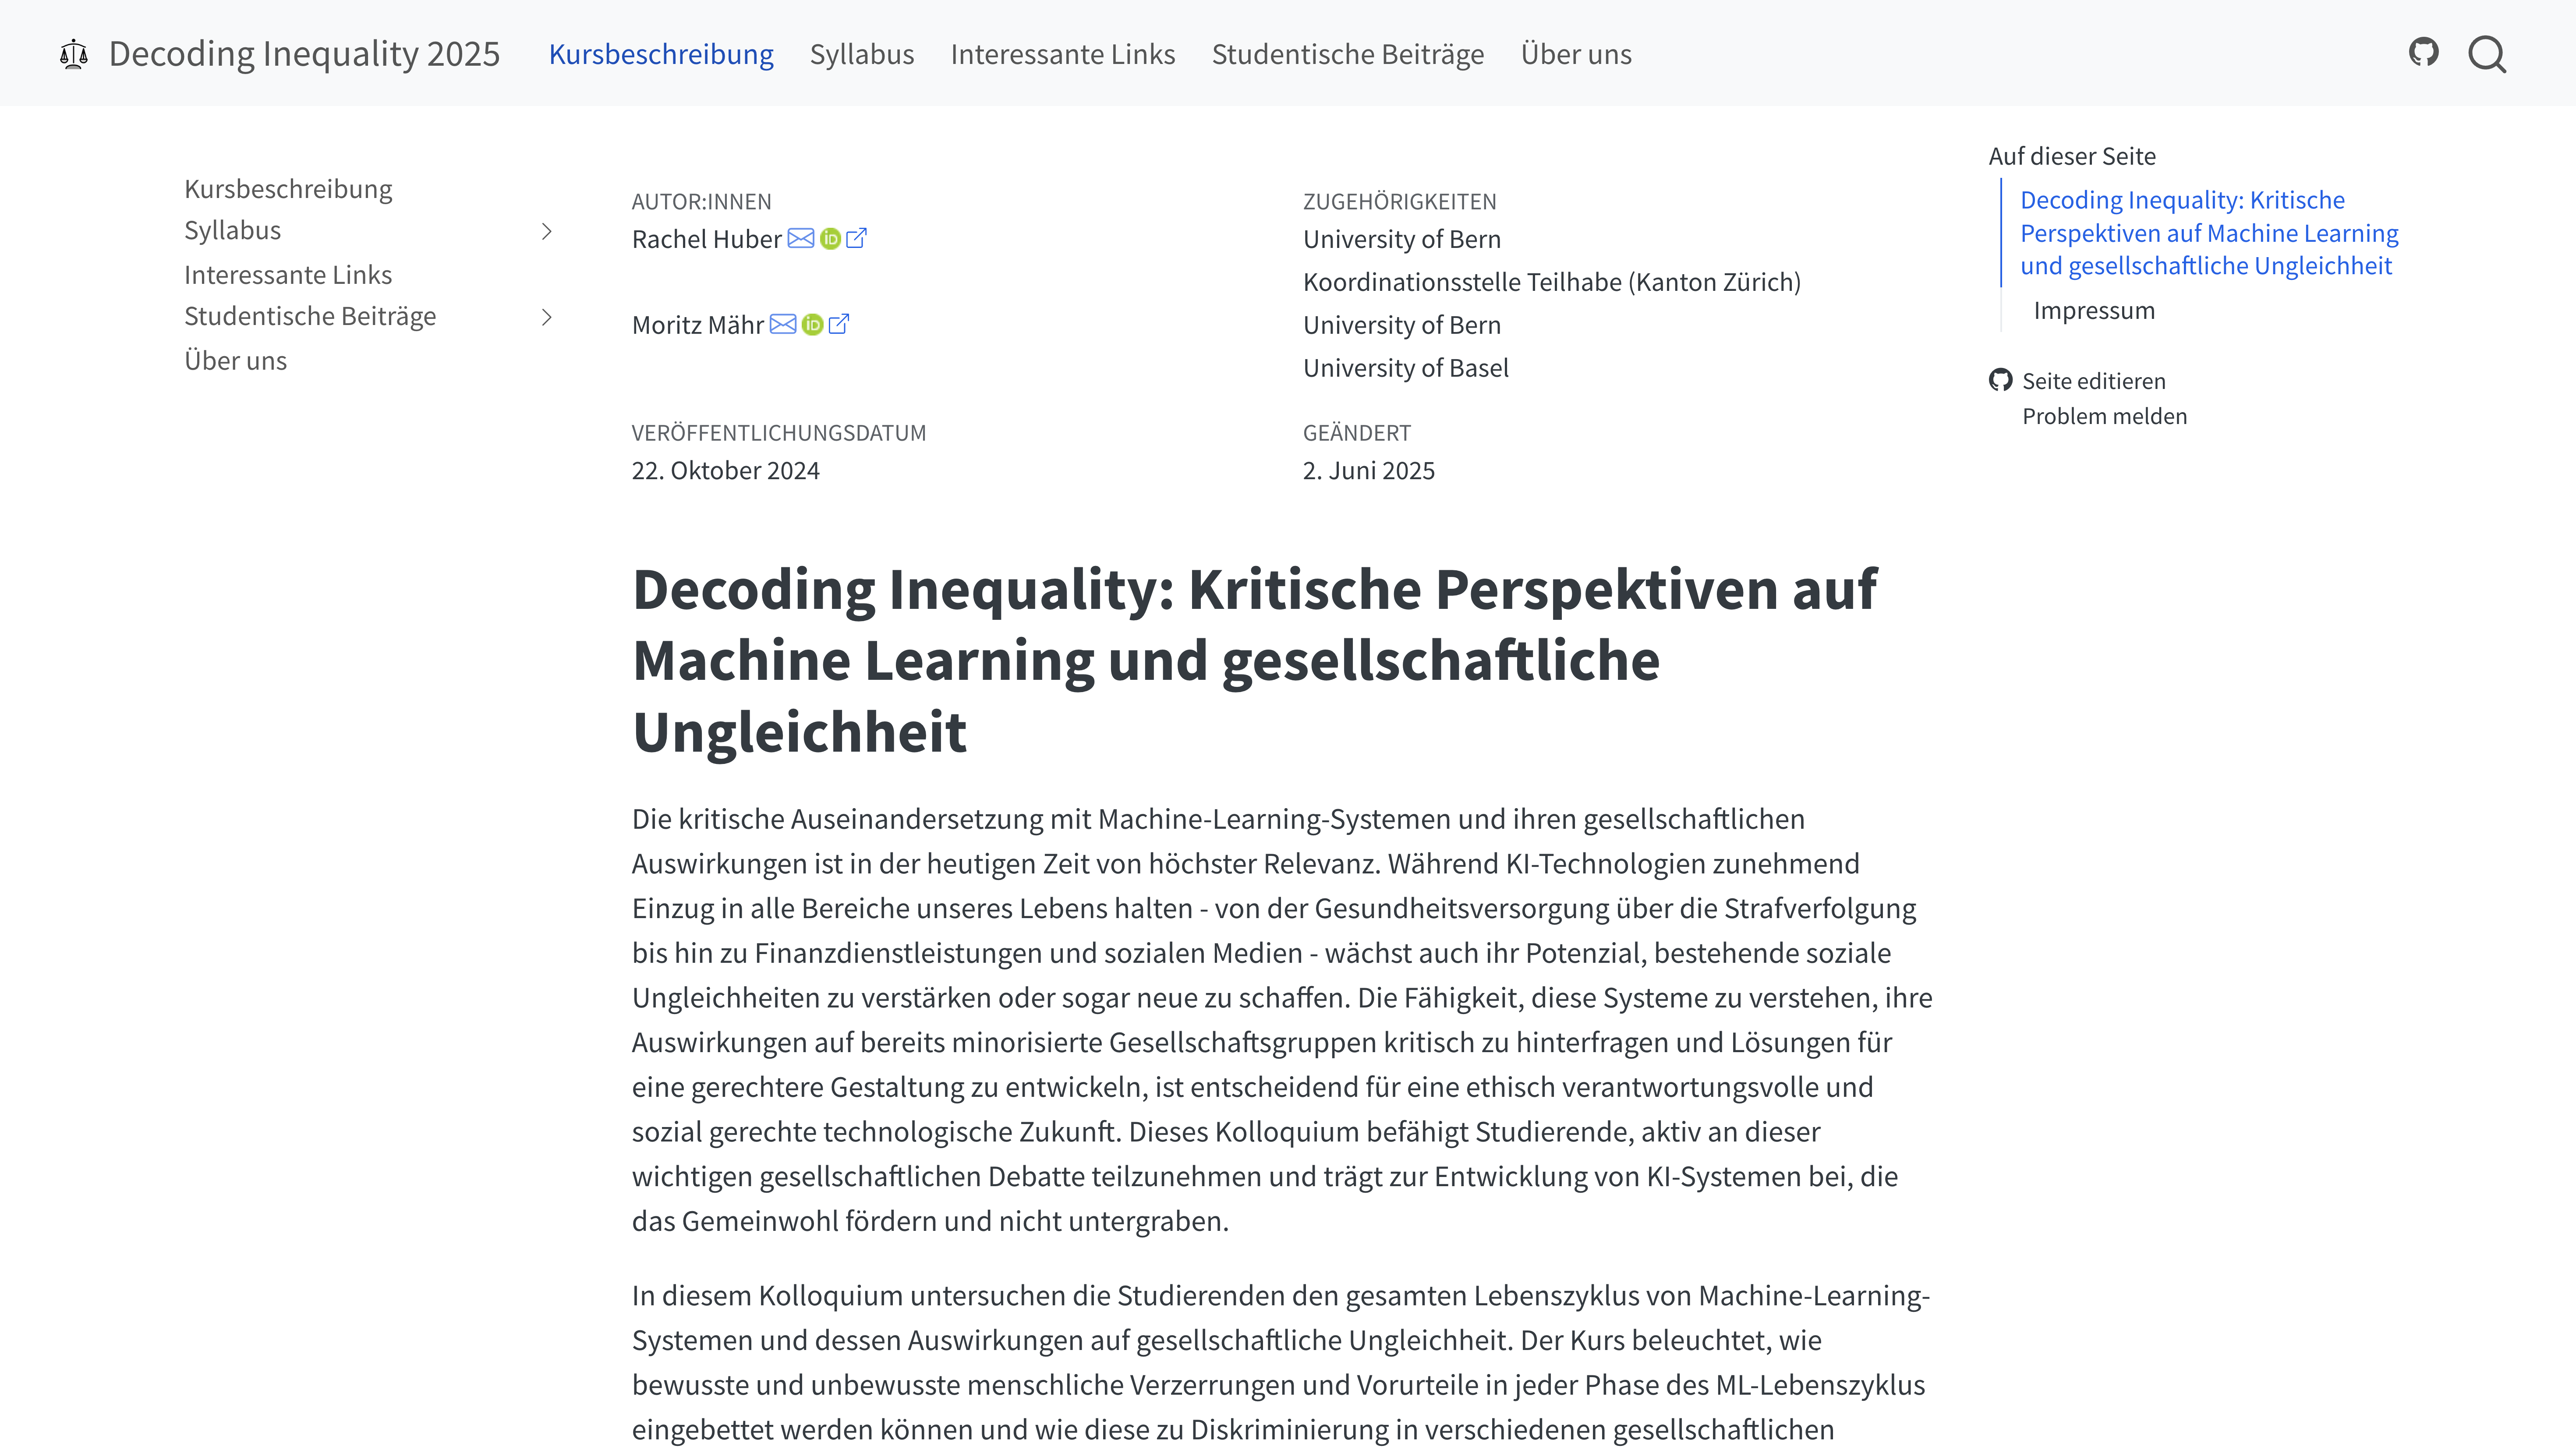 Decoding Inequality 2025
Kursbeschreibung
Syllabus
Interessante Links
Studentische Beiträge
Über uns
Kursbeschreibung
Syllabus
Interessante Links
Studentische Beiträge
Über uns
AUTOR:INNEN
ZUGEHÖRIGKEITEN
Rachel Huber
University of Bern
Koordinationsstelle Teilhabe (Kanton Zürich)
Moritz Mähr
University of Bern
University of Basel
VERÖFFENTLICHUNGSDATUM
GEÄNDERT
22. Oktober 2024
2. Juni 2025
Auf dieser Seite
Decoding Inequality: Kritische
Perspektiven auf Machine Learning
und gesellschaftliche Ungleichheit
Impressum
Seite editieren
Problem melden
Decoding Inequality: Kritische Perspektiven auf
Machine Learning und gesellschaftliche
Ungleichheit
Die kritische Auseinandersetzung mit Machine-Learning-Systemen und ihren gesellschaftlichen
Auswirkungen ist in der heutigen Zeit von höchster Relevanz. Während KI-Technologien zunehmend
Einzug in alle Bereiche unseres Lebens halten - von der Gesundheitsversorgung über die Strafverfolgung
bis hin zu Finanzdienstleistungen und sozialen Medien - wächst auch ihr Potenzial, bestehende soziale
Ungleichheiten zu verstärken oder sogar neue zu schaffen. Die Fähigkeit, diese Systeme zu verstehen, ihre
Auswirkungen auf bereits minorisierte Gesellschaftsgruppen kritisch zu hinterfragen und Lösungen für
eine gerechtere Gestaltung zu entwickeln, ist entscheidend für eine ethisch verantwortungsvolle und
sozial gerechte technologische Zukunft. Dieses Kolloquium befähigt Studierende, aktiv an dieser
wichtigen gesellschaftlichen Debatte teilzunehmen und trägt zur Entwicklung von KI-Systemen bei, die
das Gemeinwohl fördern und nicht untergraben.
In diesem Kolloquium untersuchen die Studierenden den gesamten Lebenszyklus von Machine-Learning-
Systemen und dessen Auswirkungen auf gesellschaftliche Ungleichheit. Der Kurs beleuchtet, wie
bewusste und unbewusste menschliche Verzerrungen und Vorurteile in jeder Phase des ML-Lebenszyklus
eingebettet werden können und wie diese zu Diskriminierung in verschiedenen gesellschaftlichen